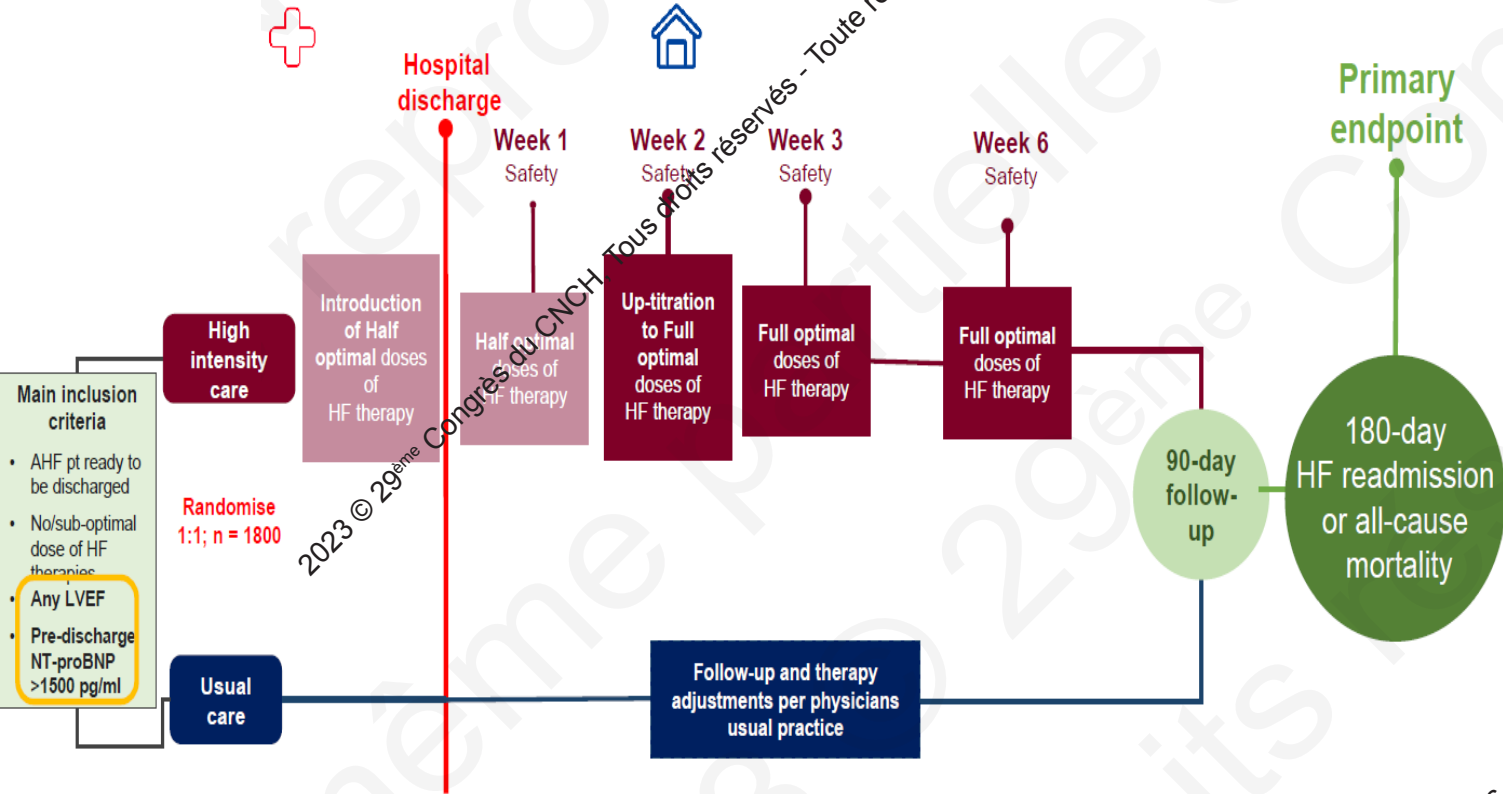 Hospital
discharge
Week 1
Safety
Week 2
Safety
Week 3
Safety
Week 6
Safety
Primary
endpoint
Main inclusion
criteria
• AHF pt ready to
be discharged
• No/sub-optimal
dose of HF
therapies
• Any LVEF
• Pre-discharge
NT-proBNP
>1500 pg/ml
High
intensity
care
Randomise
1:1; n = 1800
Usual
care
Introduction
of Half
optimal doses
of
HF therapy
Half optimal
doses of
HF therapy
Up-titration
to Full
optimal
doses of
HF therapy
Full optimal
doses of
HF therapy
Full optimal
doses of
HF therapy
Follow-up and therapy
adjustments per physicians
usual practice
90-day
follow-
up
180-day
HF readmission
or all-cause
mortality
2023 © 29ème Congrès du CNCH, Tous droits réservés - Toute
partielle
29ème